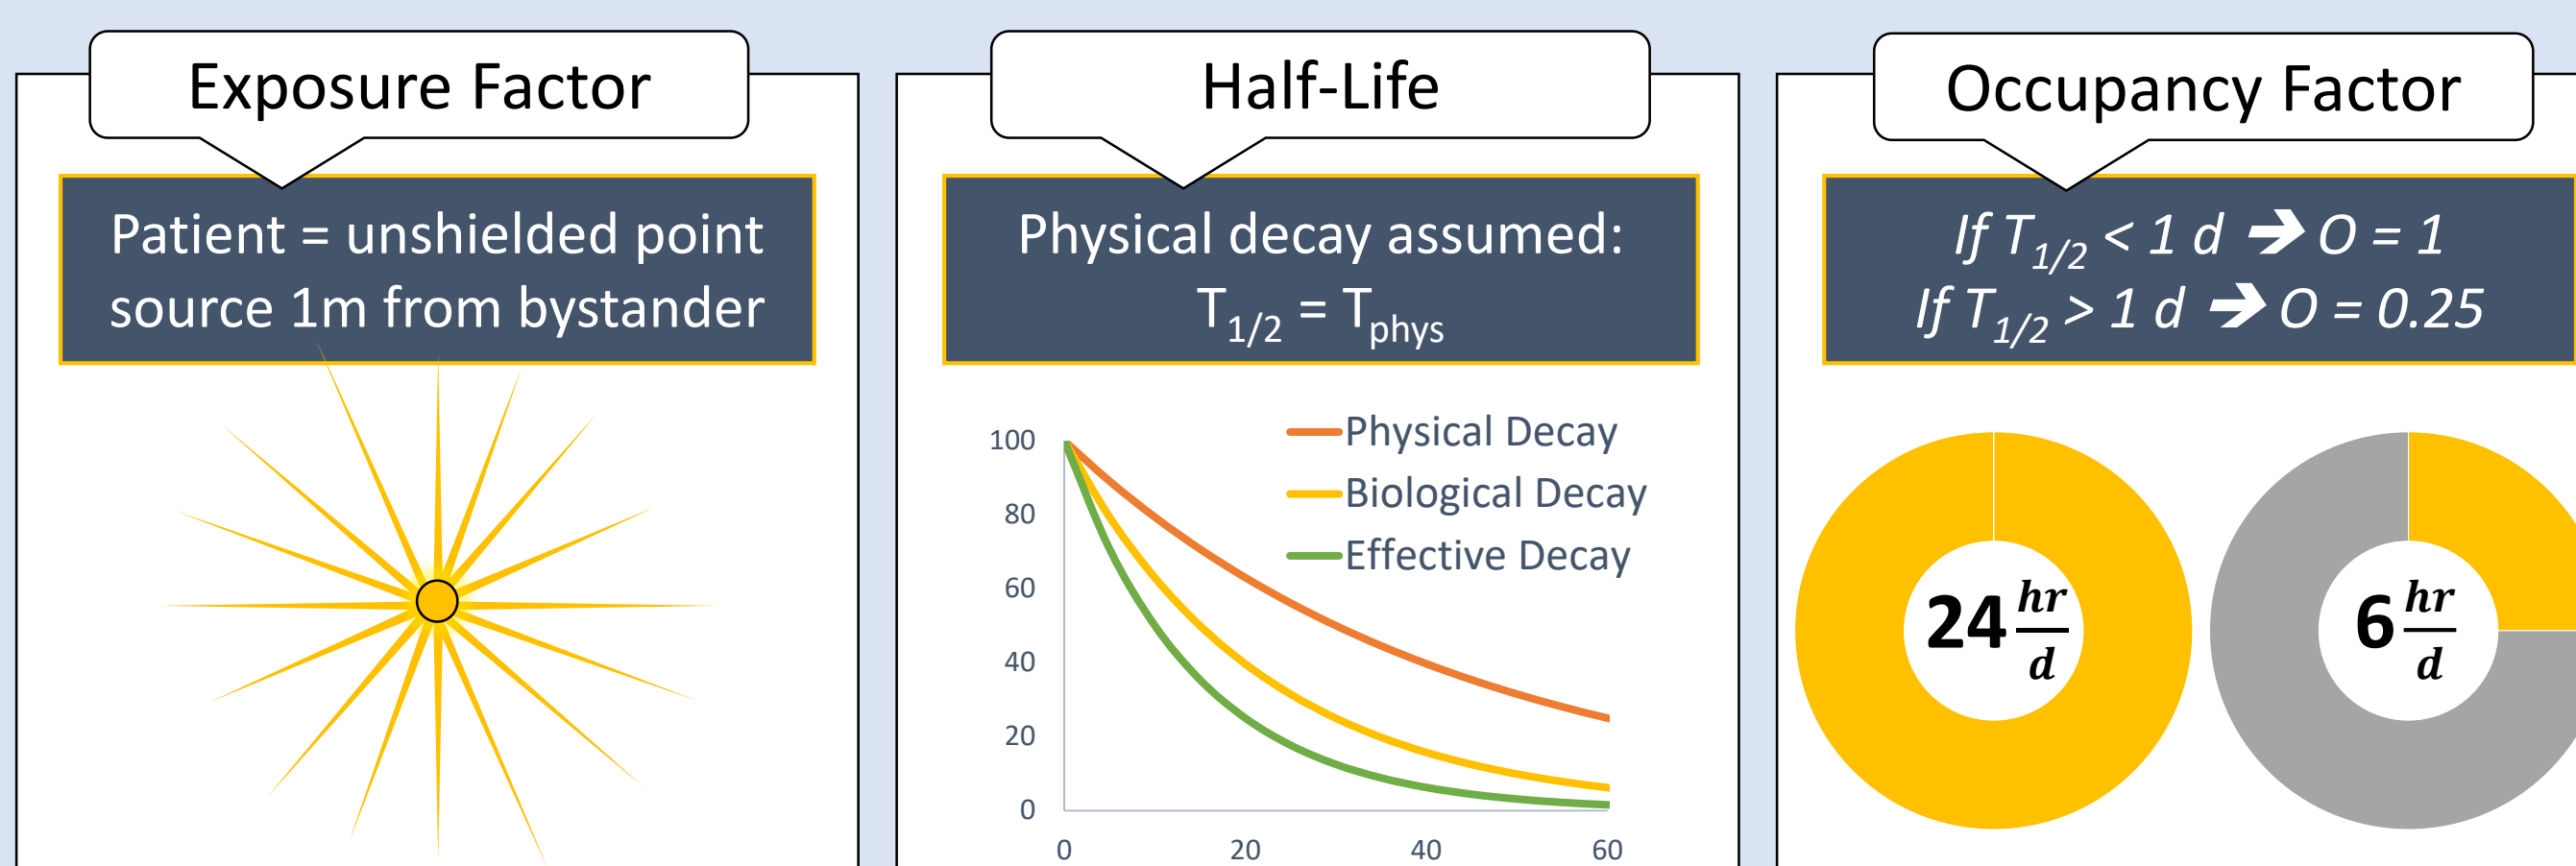 Exposure Factor
Patient = unshielded point
source 1m from bystander
Half-Life
Physical decay assumed:
T1/2 = Tphys
Physical Decay
Biological Decay
Effective Decay
100
80
60
40
20
0
0 20 40 60
Occupancy Factor
If T1/2 < 1 d ➔ O = 1
If T1/2 > 1 d ➔ O = 0.25
24 hr/d
6 hr/d